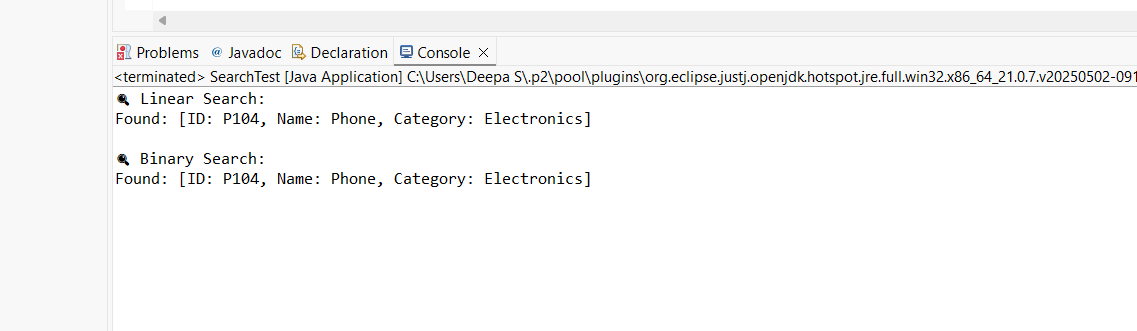 Problems @ Javadoc Declaration Console
<terminated> SearchTest [Java Application] C:\Users\Deepa S\.p2\pool\plugins\org.eclipse.justj.openjdk.hotspot.jre.full.win32.x86_64_21.0.7.v20250502-091
🔍 Linear Search:
Found: [ID: P104, Name: Phone, Category: Electronics]
🔍 Binary Search:
Found: [ID: P104, Name: Phone, Category: Electronics]